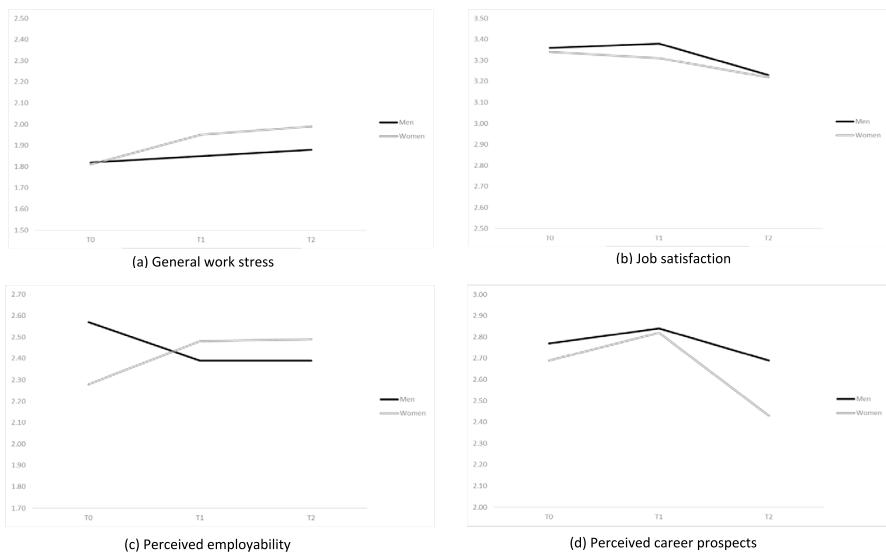 2.50
2.40
2.30
2.20
2.10
2.00
1.90
1.80
1.70
1.60
1.50
T0 T1 T2
Men
Women
(a) General work stress
3.50
3.40
3.30
3.20
3.10
3.00
2.90
2.80
2.70
2.60
2.50
T0 T1 T2
Men
Women
(b) Job satisfaction
2.70
2.60
2.50
2.40
2.30
2.20
2.10
2.00
1.90
1.80
1.70
T0 T1 T2
Men
Women
(c) Perceived employability
3.00
2.90
2.80
2.70
2.60
2.50
2.40
2.30
2.20
2.10
2.00
T0 T1 T2
Men
Women
(d) Perceived career prospects